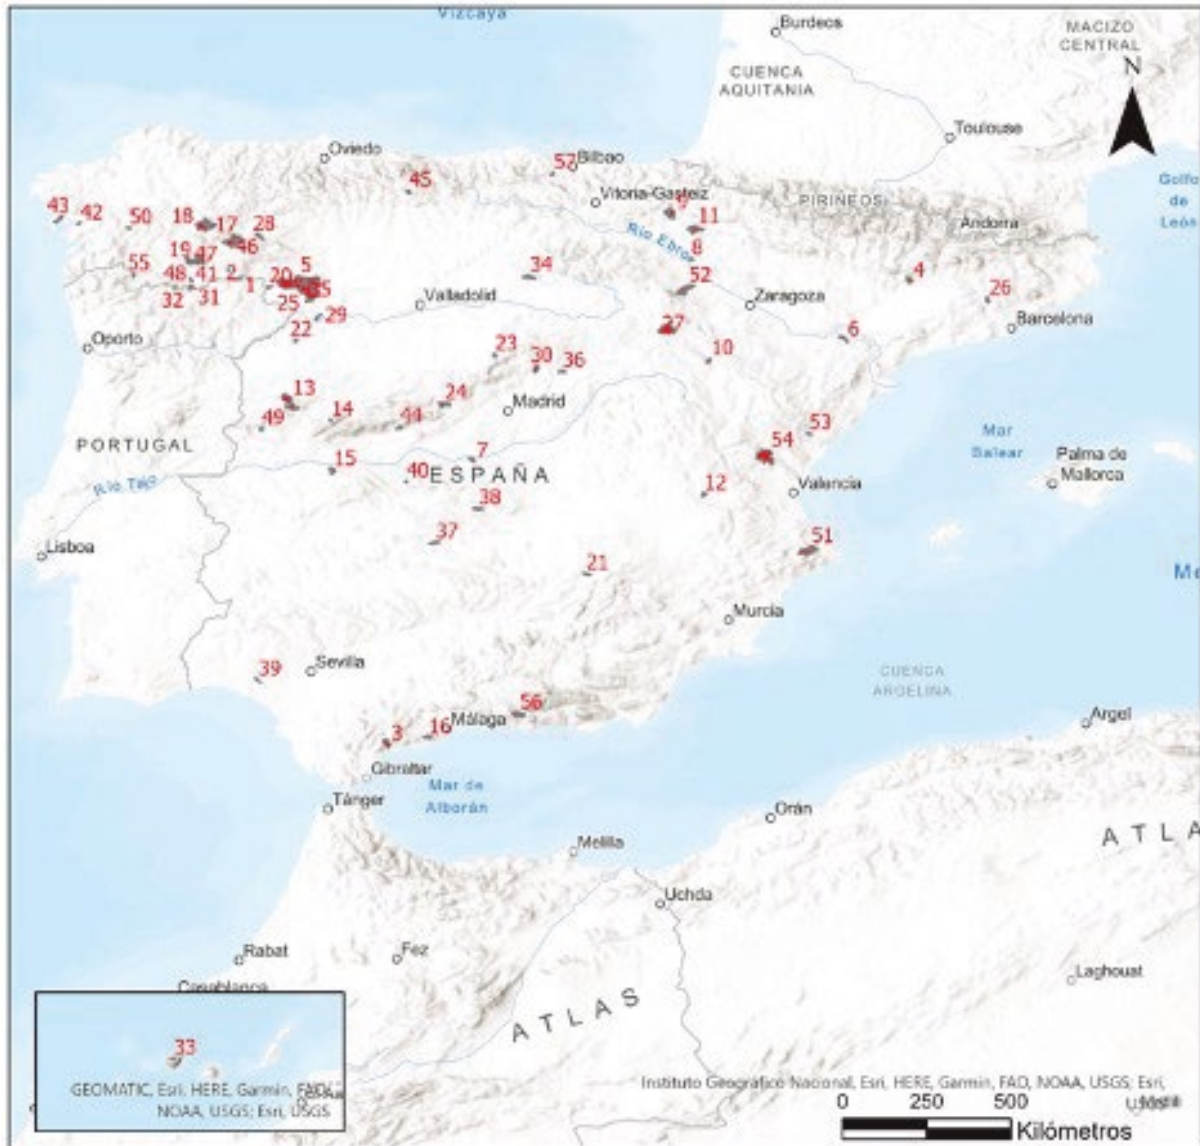 Vizcaya
Burdeos
MACIZO
CENTRAL
N
CUENCA
AQUITANIA
Toulouse
Oviedo
57 Bilbao
45
Vitoria-Gasteiz
Golfo
de
León
43
42
50
18
17
28
46
9
11
PIRINEOS
Andorra
Río Ebro
8
19
47
55
48
41
2
1
20
5
34
52
4
32
31
25
35
Valladolid
Zaragoza
26
29
Barcelona
Oporto
22
27
6
23
30
36
10
13
24
Madrid
49
14
44
53
Mar
Balear
PORTUGAL
54
Palma de
Mallorca
7
15
40
ESPAÑA
Río Tajo
12
Valencia
38
Lisboa
37
51
21
Me
Murcia
39
Sevilla
CUENCA
ARGELINA
56
3
16
Málaga
Argel
Gibraltar
Mar de
Alborán
Tánger
Orán
Melilla
ATLA
Uchda
Rabat
Fez
Laghouat
Casablanca
ATLAS
33
GEOMATIC, Esri, HERE, Garmin, FAO,
NOAA, USGS; Esri, USGS
Instituto Geográfico Nacional, Esri, HERE, Garmin, FAO, NOAA, USGS; Esri,
USGS
0 250 500
Kilómetros